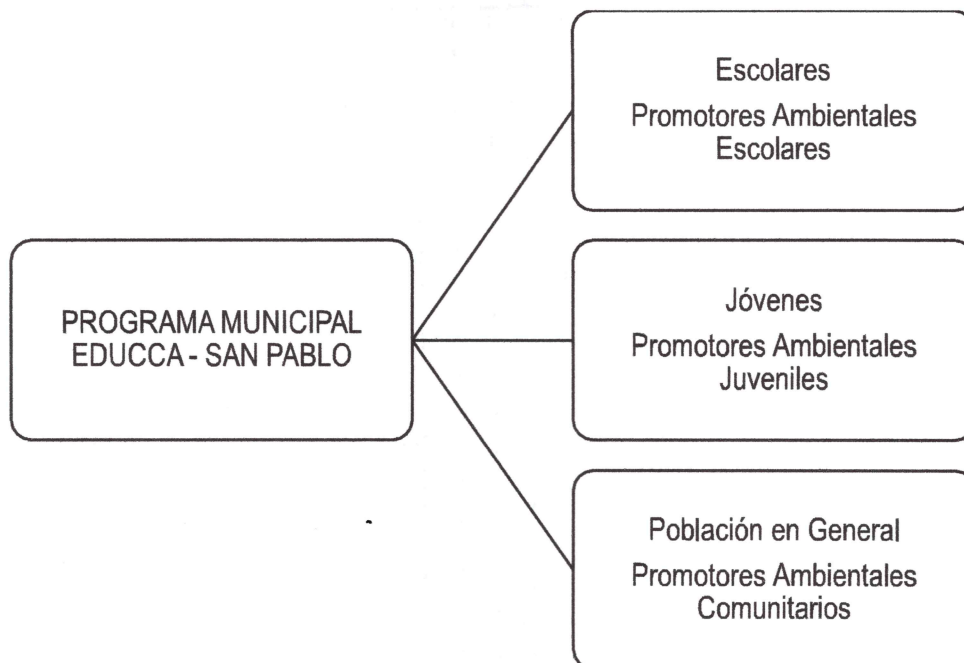 Escolares
Promotores Ambientales
Escolares
PROGRAMA MUNICIPAL
EDUCCA - SAN PABLO
Jóvenes
Promotores Ambientales
Juveniles
Población en General
Promotores Ambientales
Comunitarios